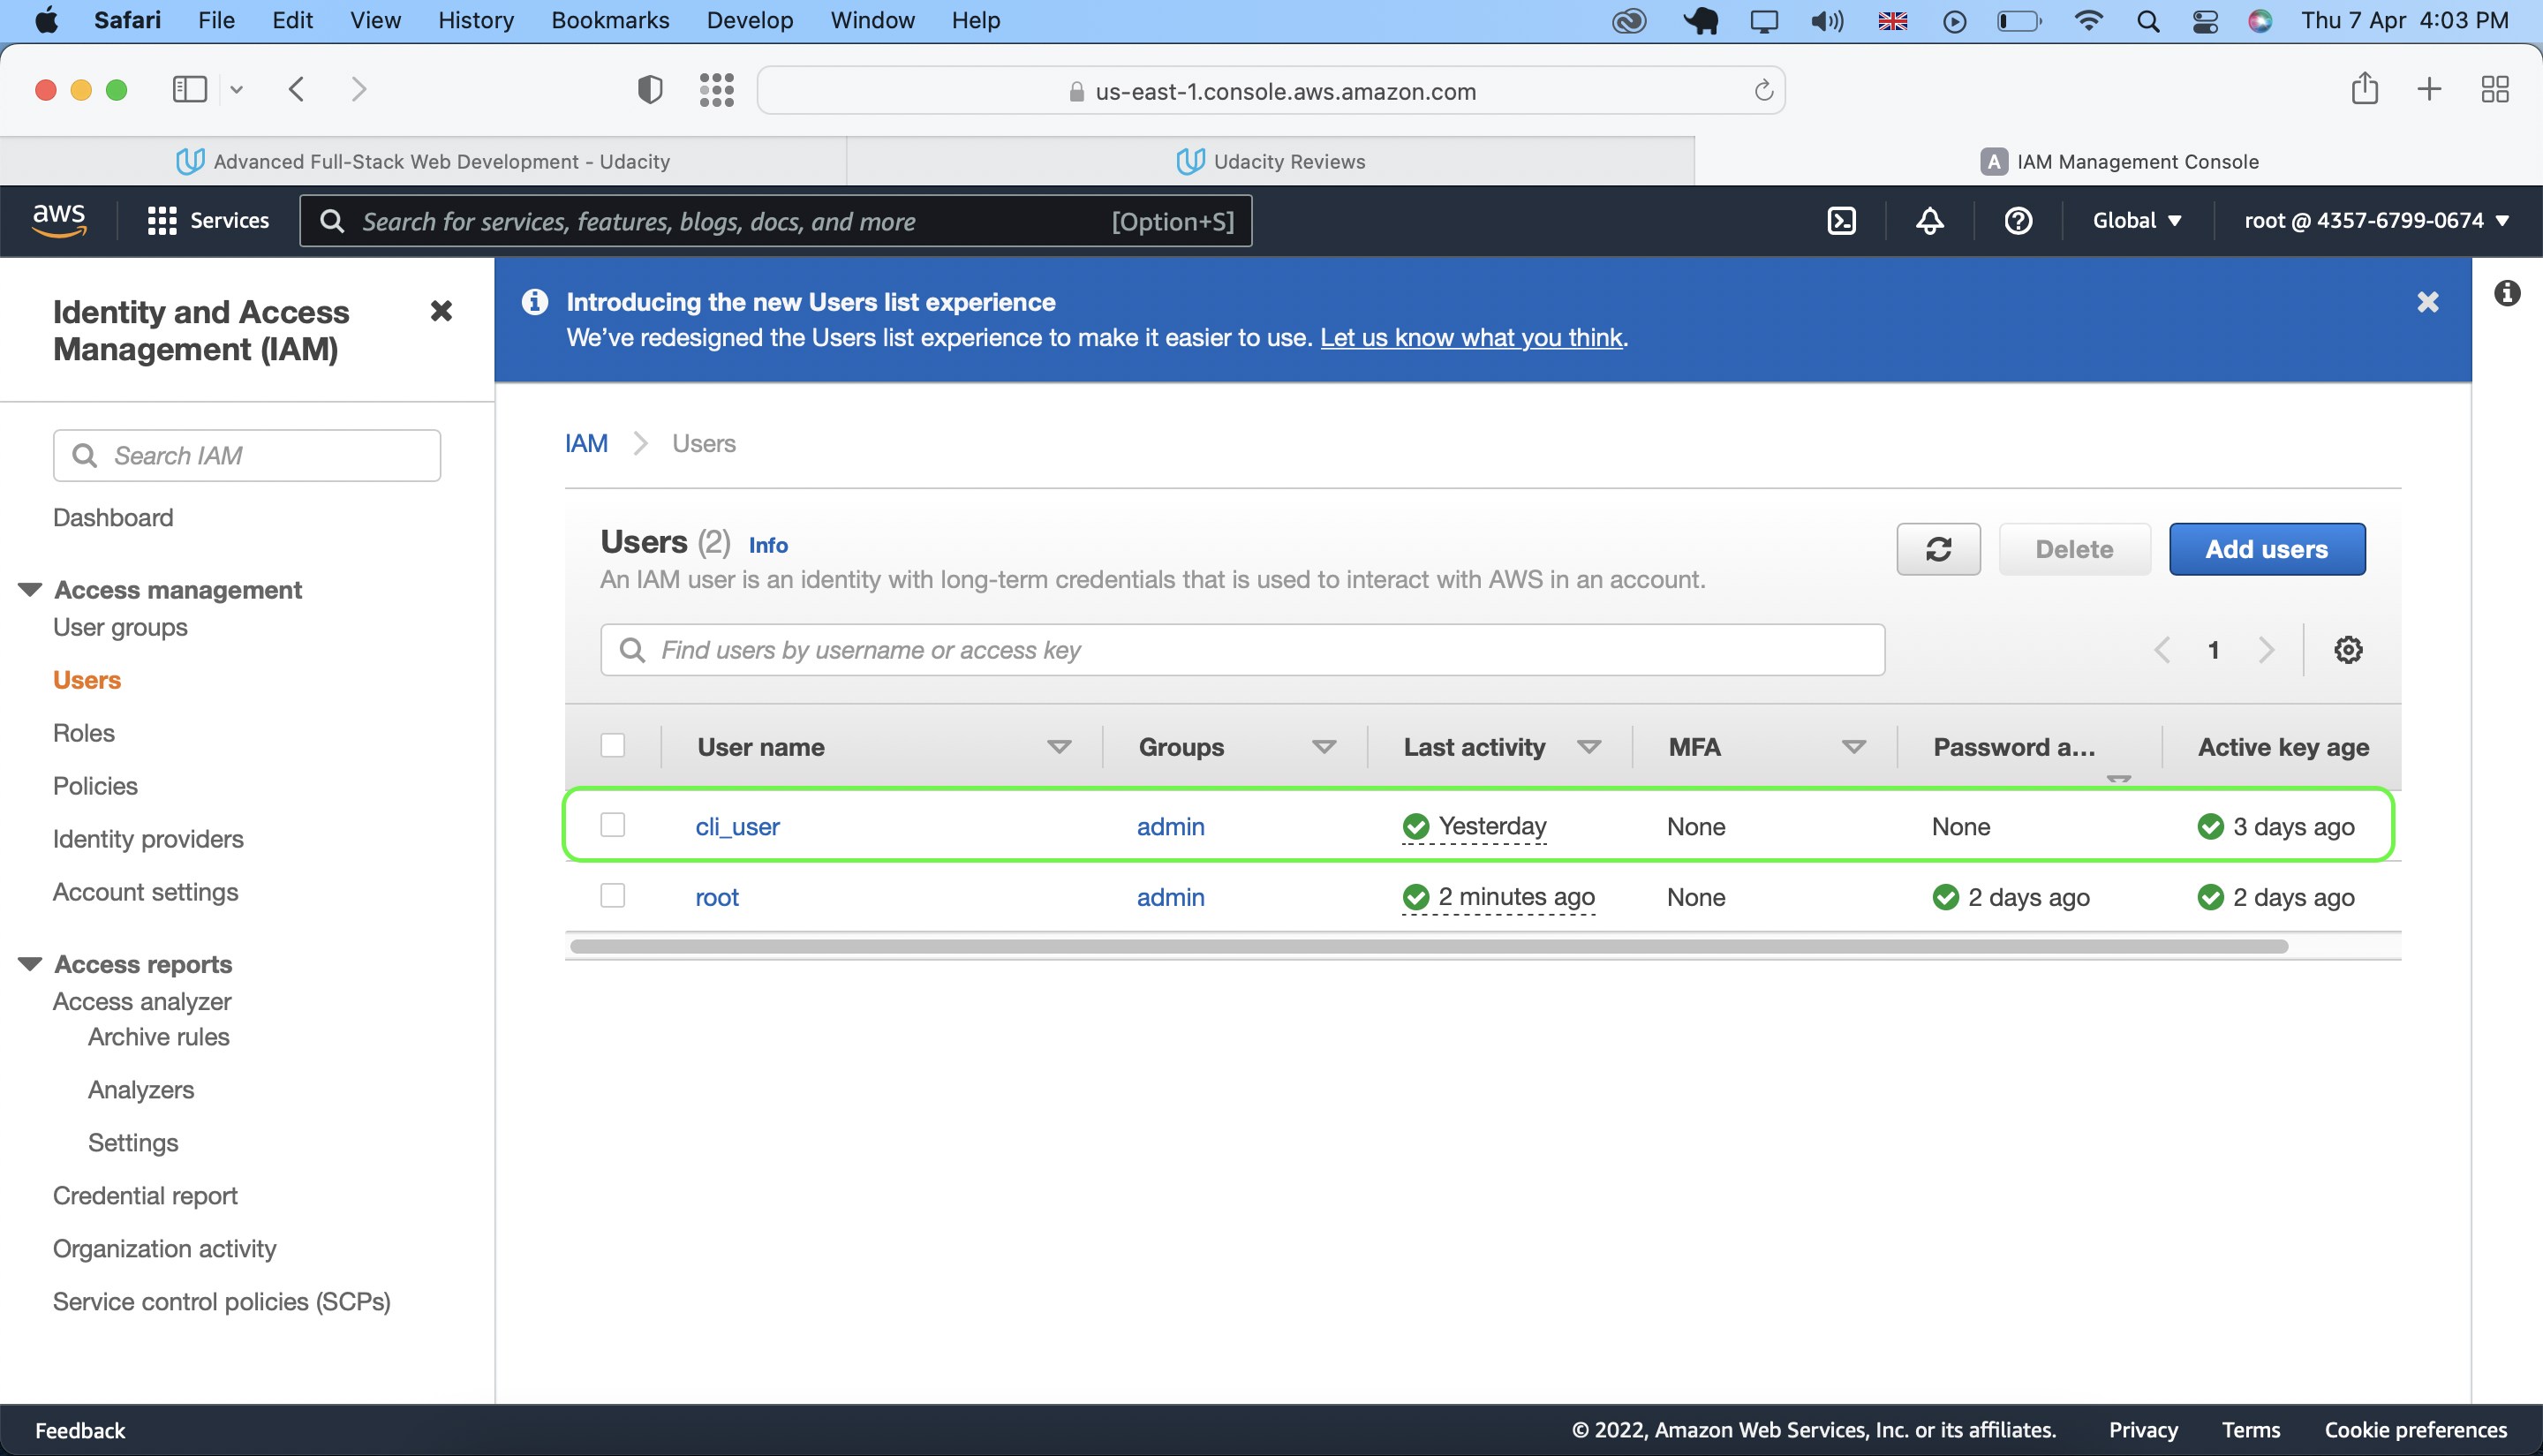 Safari File Edit View History Bookmarks Develop Window Help Thu 7 Apr 4:03 PM
us-east-1.console.aws.amazon.com
Advanced Full-Stack Web Development - Udacity
Udacity Reviews
A IAM Management Console
aws Services Search for services, features, blogs, docs, and more [Option+S] Global root @ 4357-6799-0674
Identity and Access
Management (IAM)
Search IAM
Dashboard
Access management
User groups
Users
Roles
Policies
Identity providers
Account settings
Access reports
Access analyzer
Archive rules
Analyzers
Settings
Credential report
Organization activity
Service control policies (SCPs)
Introducing the new Users list experience
We’ve redesigned the Users list experience to make it easier to use. Let us know what you think.
IAM Users
Users (2) Info
Delete
Add users
An IAM user is an identity with long-term credentials that is used to interact with AWS in an account.
Find users by username or access key
1
User name Groups Last activity MFA Password a... Active key age
cli_user admin Yesterday None None 3 days ago
root admin 2 minutes ago None 2 days ago 2 days ago
Feedback © 2022, Amazon Web Services, Inc. or its affiliates. Privacy Terms Cookie preferences